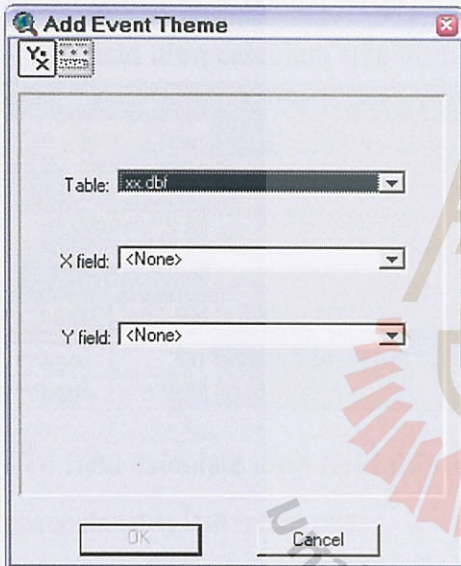 Add Event Theme
Y X
Table: xx.dbf
X field: <None>
Y field: <None>
OK Cancel